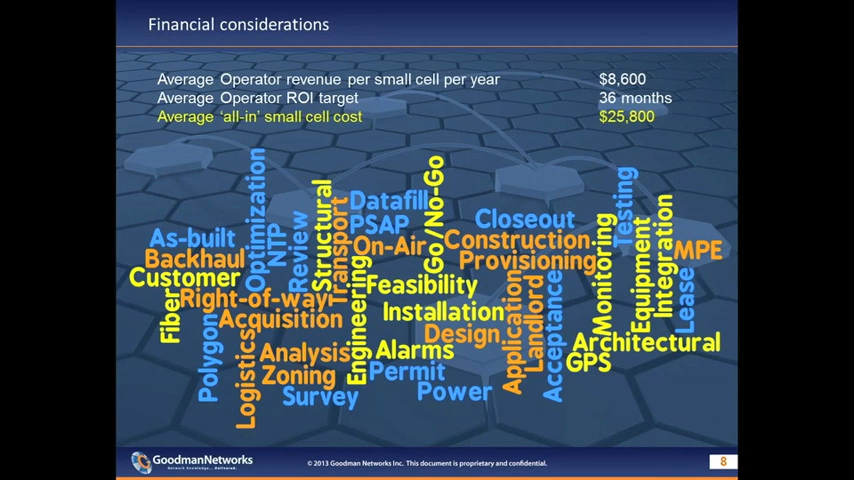 Financial considerations
Average Operator revenue per small cell per year $8,600
Average Operator ROI target 36 months
Average ‘all-in’ small cell cost $25,800
Optimization
NTP
Review
Structural
Transport
Datafill
PSAP
On-Air
Go/No-Go
Closeout
Construction
Provisioning
Testing
Monitoring
Equipment
Integration
MPE
Lease
As-built
Backhaul
Customer
Fiber
Right-of-way
Acquisition
Engineering
Feasibility
Installation
Design
Application
Landlord
Acceptance
Architectural
GPS
Polygon
Logistics
Analysis
Zoning
Survey
Alarms
Permit
Power
GoodmanNetworks
Network Knowledge... Delivered.
© 2013 Goodman Networks Inc. This document is proprietary and confidential.
8